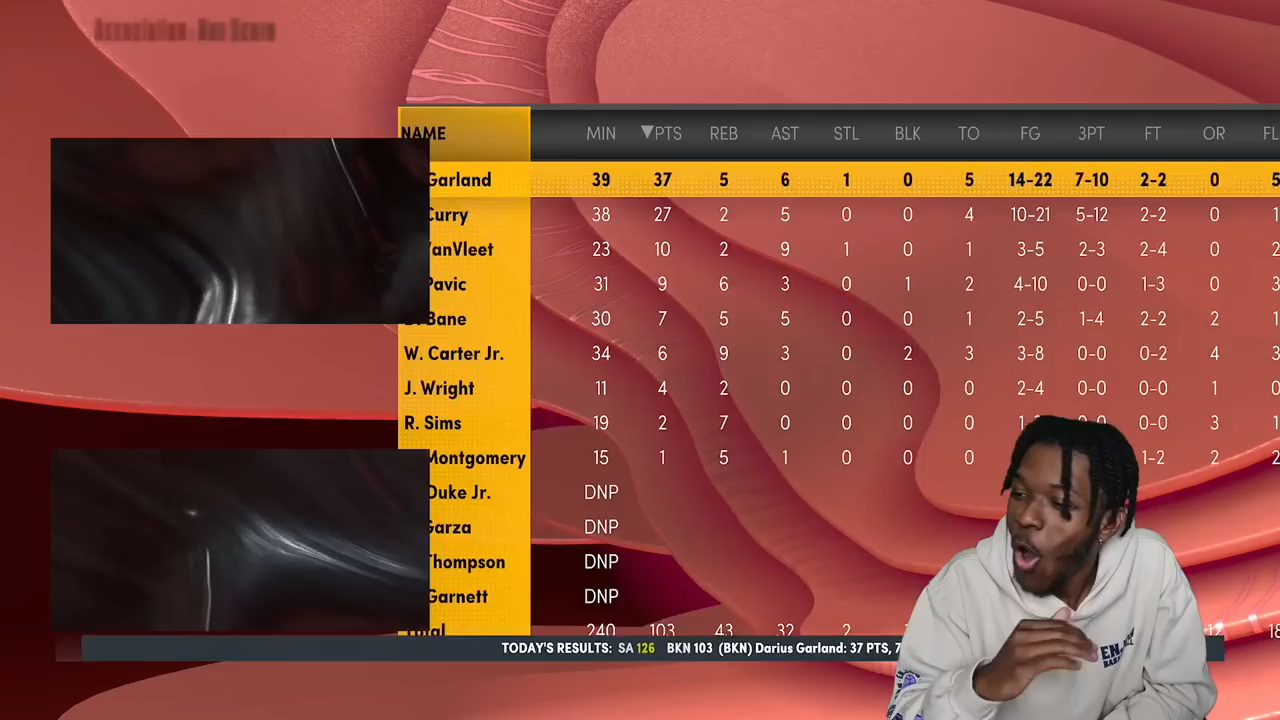 NAME MIN ▼PTS REB AST STL BLK TO FG 3PT FT OR FL
Garland 39 37 5 6 1 0 5 14-22 7-10 2-2 0 5
Curry 38 27 2 5 0 0 4 10-21 5-12 2-2 0 1
VanVleet 23 10 2 9 1 0 1 3-5 2-3 2-4 0 2
Pavic 31 9 6 3 0 1 2 4-10 0-0 1-3 0 3
Bane 30 7 5 5 0 0 1 2-5 1-4 2-2 2 1
W. Carter Jr. 34 6 9 3 0 2 3 3-8 0-0 0-2 4 3
J. Wright 11 4 2 0 0 0 0 2-4 0-0 0-0 1 0
R. Sims 19 2 7 0 0 0 0 0-0 3 1
Montgomery 15 1 5 1 0 0 0 1-2 2 2
Duke Jr. DNP
Garza DNP
Thompson DNP
Garnett DNP
Total 240 103 43 32 2 12 18
TODAY'S RESULTS: SA 126 BKN 103 (BKN) Darius Garland: 37 PTS, 7